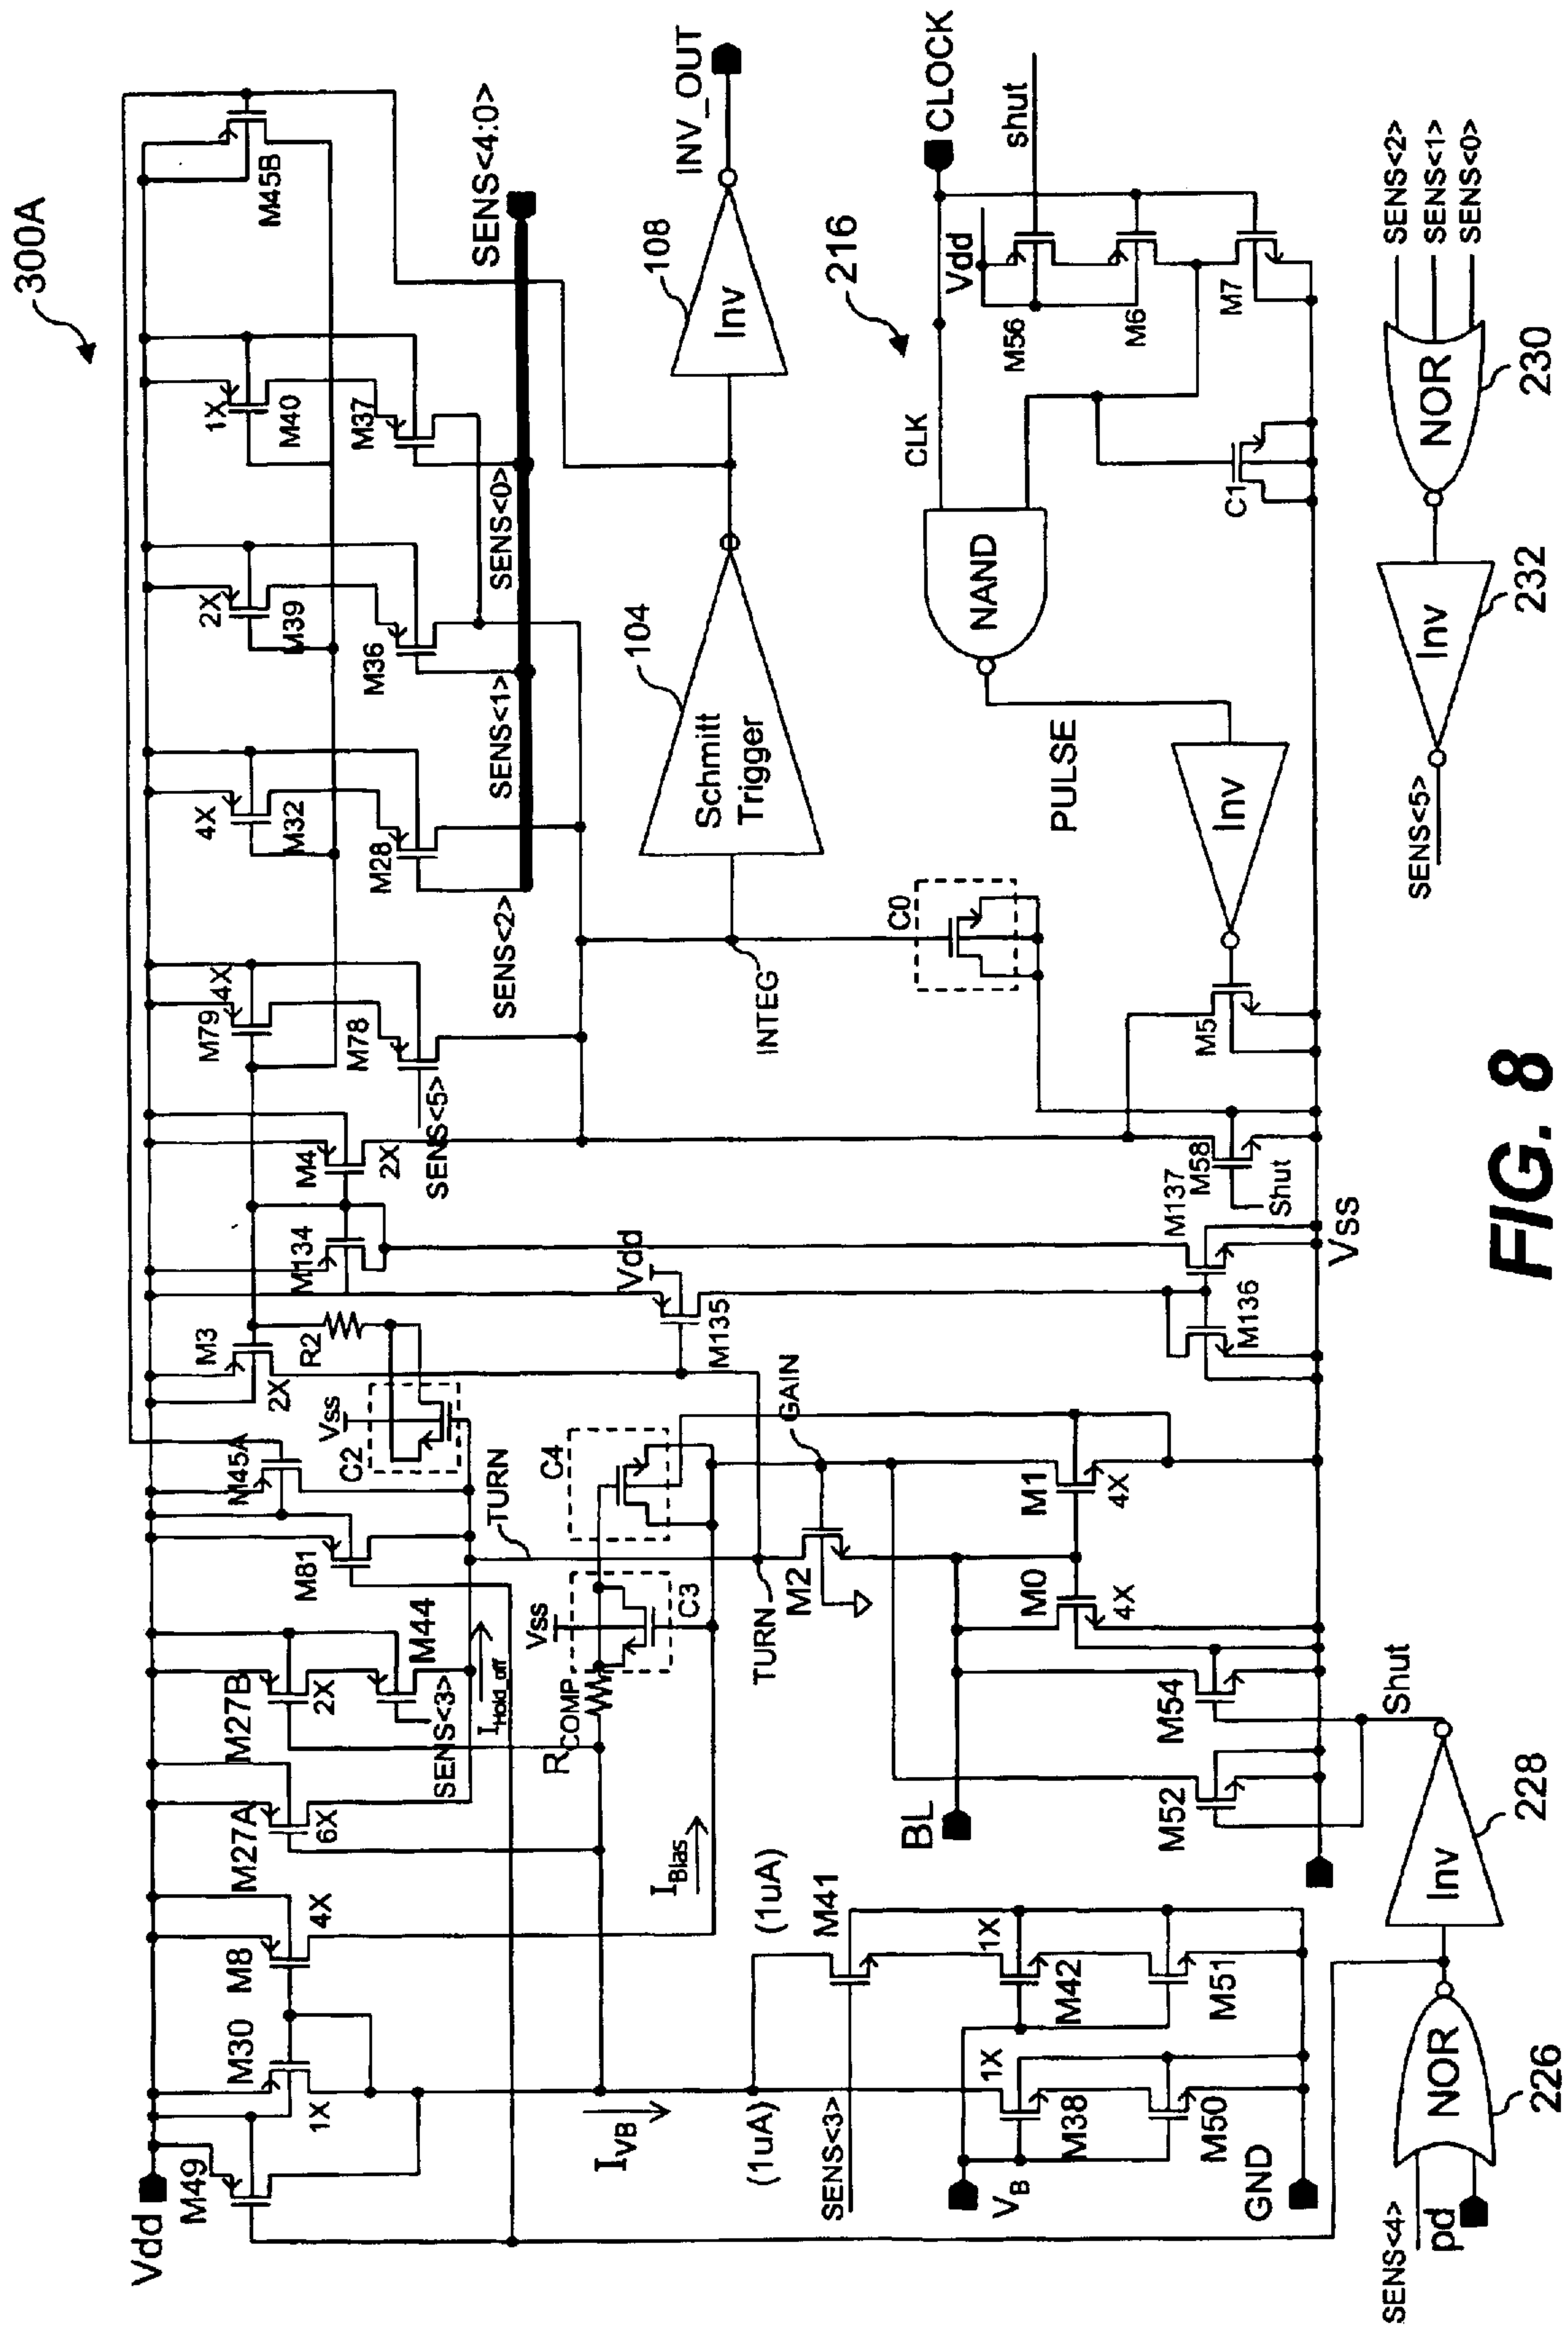 300A
Vdd
M49
M30
1X
M8
4X
M27A
6X
M27B
2X
M44
SENS<3>
I_Hold_off
M81
M45A
C2
Vss
R2
M3
2X
M134
M4
2X
M79
4X
M78
SENS<5>
4X
M32
M28
SENS<2>
2X
M39
M36
SENS<1>
1X
M40
M37
SENS<0>
M45B
SENS<4:0>
TURN
RCOMP
Vss
C3
C4
GAIN
TURN
M2
Vdd
M135
INTEG
Schmitt
Trigger
104
Inv
108
INV_OUT
IVB
IBias
(1uA)
(1uA)
SENS<3>
M41
1X
M42
M51
1X
M38
M50
VB
GND
BL
M0
4X
M1
4X
M52
M54
M136
M137
M58
Shut
Vss
C0
M5
Inv
PULSE
NAND
CLK
C1
216
CLOCK
shut
Vdd
M56
M6
M7
SENS<4>
pd
NOR
226
Inv
228
Shut
SENS<5>
Inv
232
NOR
230
SENS<2>
SENS<1>
SENS<0>
FIG. 8